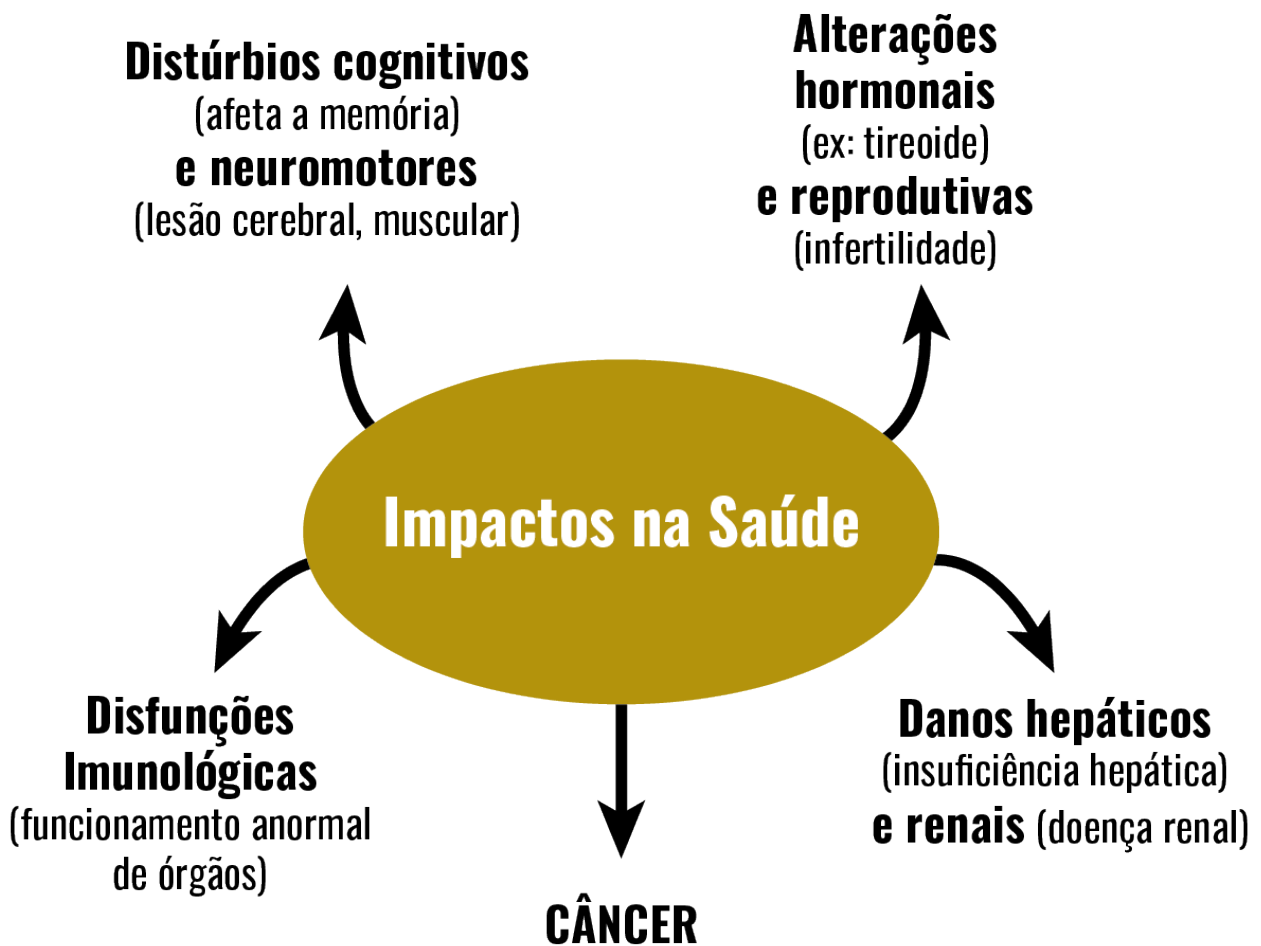 Distúrbios cognitivos
(afeta a memória)
e neuromotores
(lesão cerebral, muscular)
Alterações
hormonais
(ex: tireoide)
e reprodutivas
(infertilidade)
Impactos na Saúde
Disfunções
Imunológicas
(funcionamento anormal
de órgãos)
CÂNCER
Danos hepáticos
(insuficiência hepática)
e renais (doença renal)